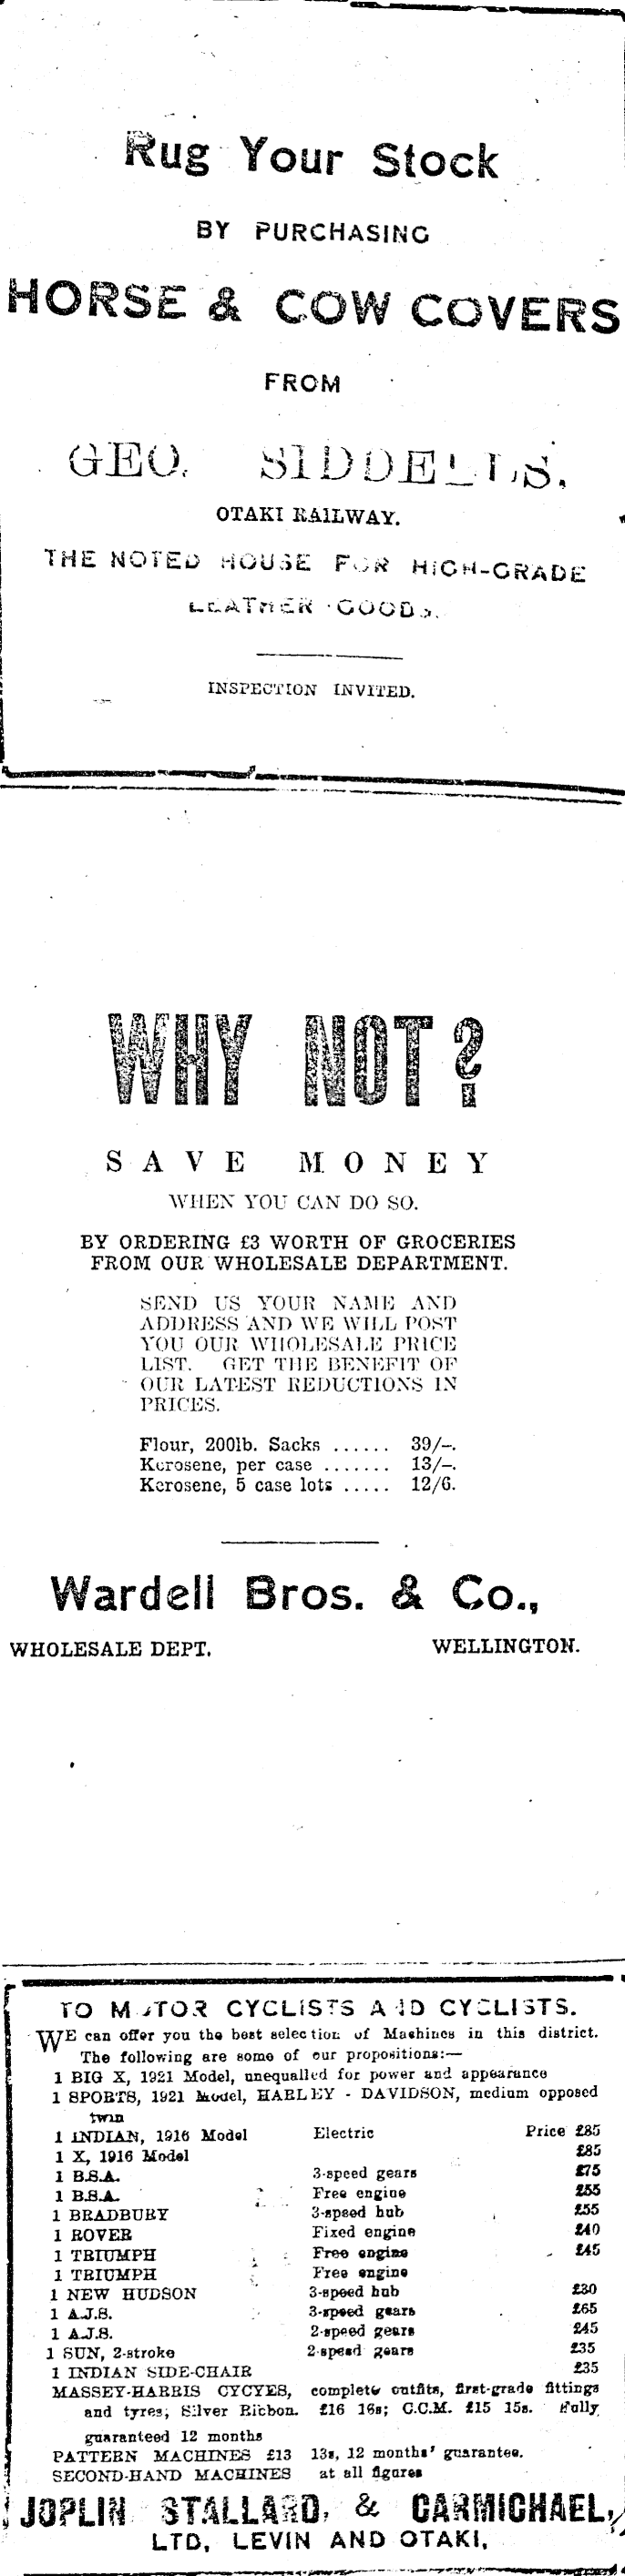 Rug Your Stock
BY PURCHASING
HORSE & COW COVERS
FROM
GEO. SIDDELLS,
OTAKI RAILWAY.
THE NOTED HOUSE FOR HIGH-GRADE
LEATHER GOODS.
INSPECTION INVITED.
WHY NOT?
SAVE MONEY
WHEN YOU CAN DO SO.
BY ORDERING £3 WORTH OF GROCERIES
FROM OUR WHOLESALE DEPARTMENT.
SEND US YOUR NAME AND
ADDRESS AND WE WILL POST
YOU OUR WHOLESALE PRICE
LIST. GET THE BENEFIT OF
OUR LATEST REDUCTIONS IN
PRICES.
Flour, 200lb. Sacks ...... 39/-.
Kerosene, per case ....... 13/-.
Kerosene, 5 case lots ..... 12/6.
Wardell Bros. & Co.,
WHOLESALE DEPT. WELLINGTON.
TO MOTOR CYCLISTS AND CYCLISTS.
WE can offer you the best selection of Machines in this district.
The following are some of our propositions:—
1 BIG X, 1921 Model, unequalled for power and appearance
1 SPORTS, 1921 Model, HARLEY - DAVIDSON, medium opposed
twin
1 INDIAN, 1916 Model Electric Price £85
1 X, 1916 Model £85
1 B.S.A. 3-speed gears £75
1 B.S.A. Free engine £55
1 BRADBURY 3-speed hub £55
1 ROVER Fixed engine £40
1 TRIUMPH Free engine £45
1 TRIUMPH Free engine
1 NEW HUDSON 3-speed hub £30
1 A.J.S. 3-speed gears £65
1 A.J.S. 2-speed gears £45
1 SUN, 2-stroke 2-speed gears £35
1 INDIAN SIDE-CHAIR £35
MASSEY-HARRIS CYCYES, complete outfits, first-grade fittings
and tyres, Silver Ribbon. £16 16s; C.C.M. £15 15s. Fully
guaranteed 12 months
PATTERN MACHINES £13 13s, 12 months' guarantee.
SECOND-HAND MACHINES at all figures
JOPLIN STALLARD, & CARMICHAEL,
LTD, LEVIN AND OTAKI,